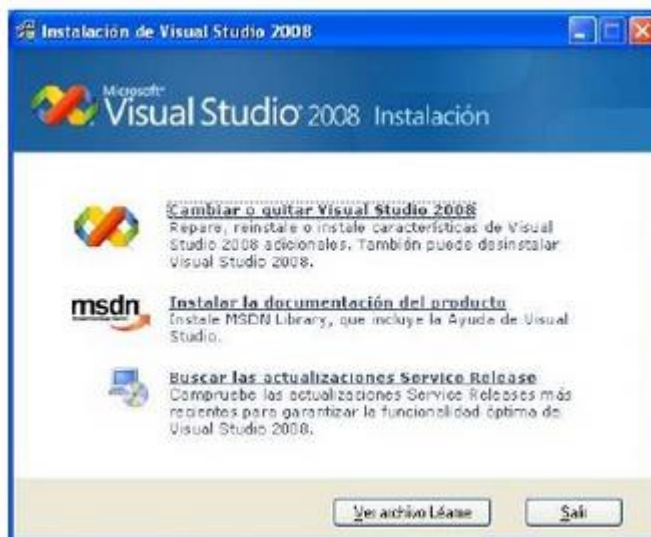 Instalación de Visual Studio 2008
Microsoft
Visual Studio 2008 Instalación
Cambiar o quitar Visual Studio 2008
Repare, reinstale o instale características de Visual
Studio 2008 adicionales. También puede desinstalar
Visual Studio 2008.
msdn
Instalar la documentación del producto
Instale MSDN Library, que incluye la Ayuda de Visual
Studio.
Buscar las actualizaciones Service Release
Compruebe las actualizaciones Service Releases más
recientes para garantizar la funcionalidad óptima de
Visual Studio 2008.
Ver archivo Léame
Salir